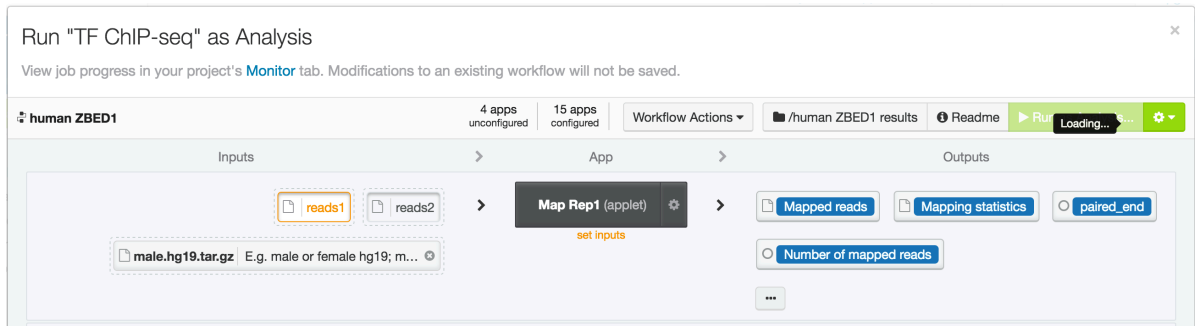 Run "TF ChIP-seq" as Analysis
View job progress in your project's Monitor tab. Modifications to an existing workflow will not be saved.
human ZBED1
4 apps unconfigured
15 apps configured
Workflow Actions
/human ZBED1 results
Readme
Loading...
Inputs
App
Outputs
reads1
reads2
Map Rep1 (applet)
set inputs
Mapped reads
Mapping statistics
paired_end
male.hg19.tar.gz E.g. male or female hg19; m...
Number of mapped reads
...